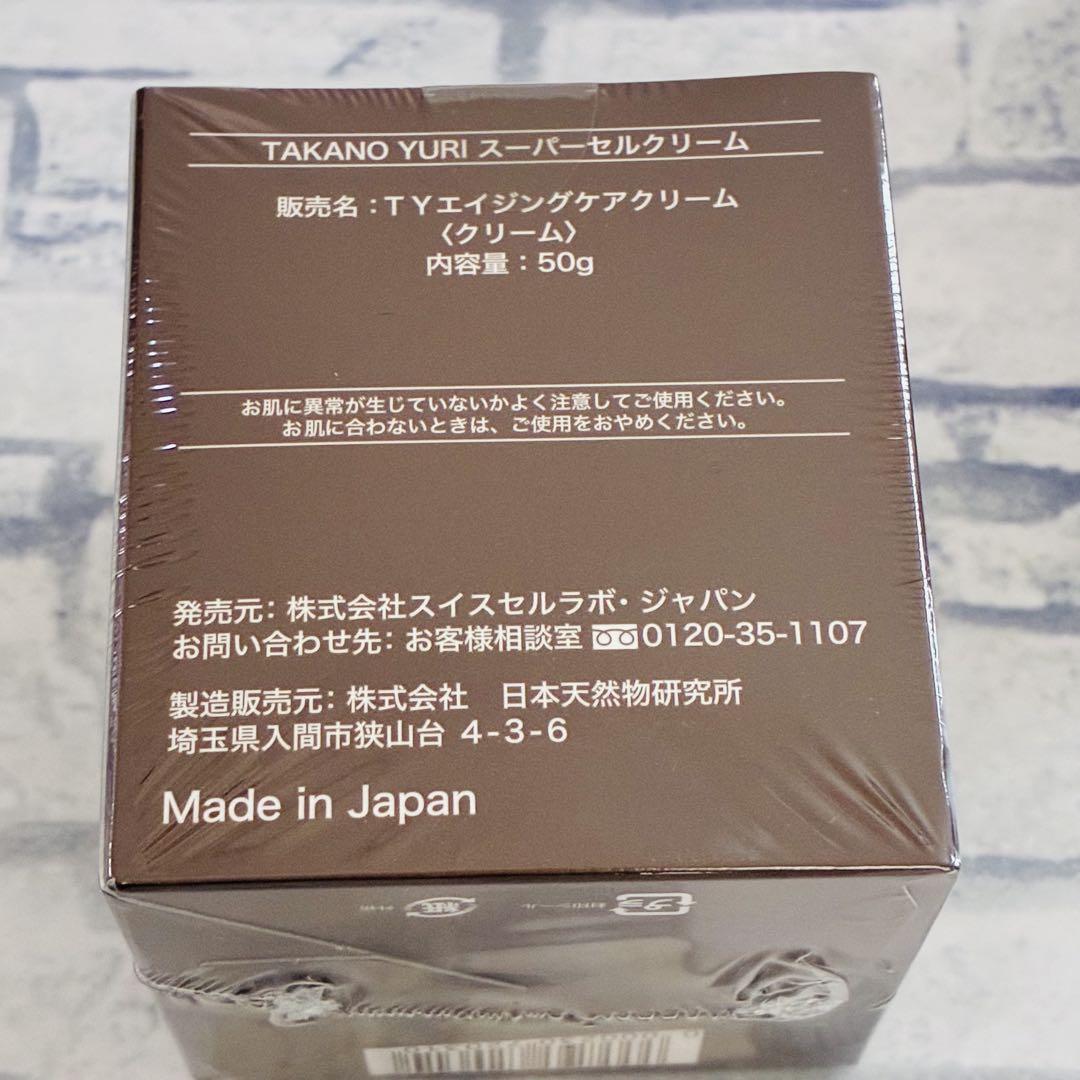 TAKANO YURI スーパーセルクリーム
販売名：ＴＹエイジングケアクリーム
〈クリーム〉
内容量：50g
お肌に異常が生じていないかよく注意してご使用ください。
お肌に合わないときは、ご使用をおやめください。
発売元：株式会社スイスセルラボ・ジャパン
お問い合わせ先：お客様相談室 0120-35-1107
製造販売元：株式会社　日本天然物研究所
埼玉県入間市狭山台 4-3-6
Made in Japan
紙
プラ